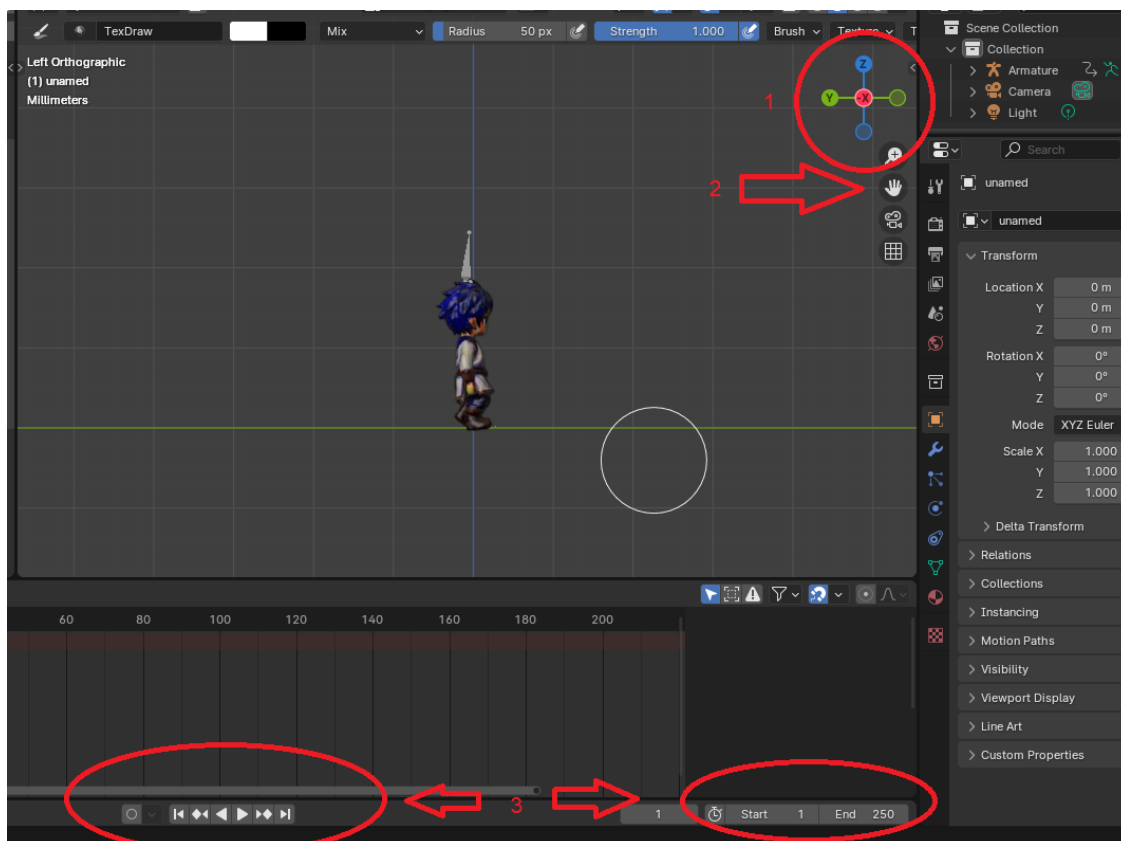 TexDraw Mix Radius 50 px Strength 1.000 Brush Texture T
Left Orthographic
(1) unamed
Millimeters
Z
Y -X
1
2
Scene Collection
Collection
Armature
Camera
Light
Search
unamed
unamed
Transform
Location X 0 m
Y 0 m
Z 0 m
Rotation X 0°
Y 0°
Z 0°
Mode XYZ Euler
Scale X 1.000
Y 1.000
Z 1.000
Delta Transform
Relations
Collections
Instancing
Motion Paths
Visibility
Viewport Display
Line Art
Custom Properties
60 80 100 120 140 160 180 200
3
1 Start 1 End 250